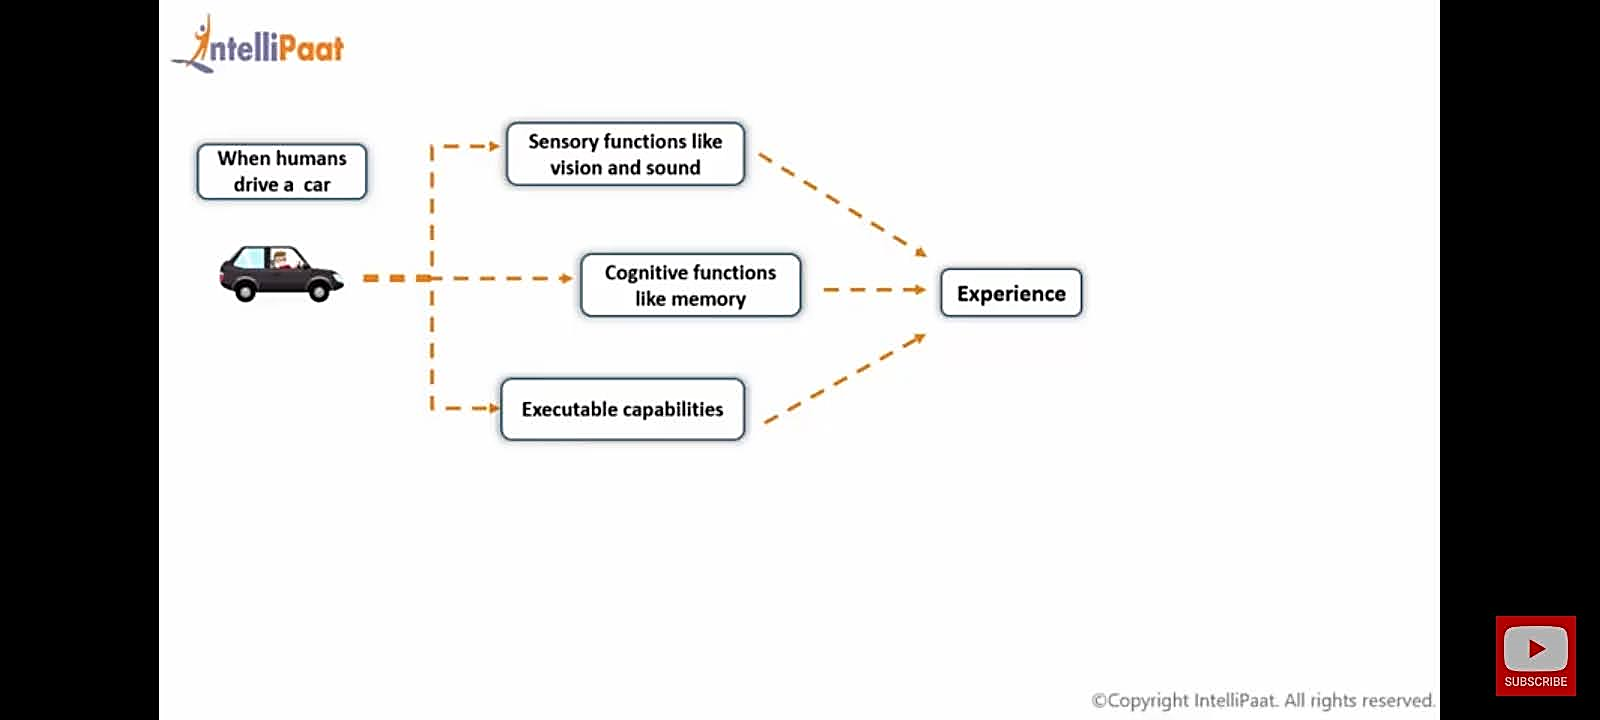 IntelliPaat
When humans
drive a car
Sensory functions like
vision and sound
Cognitive functions
like memory
Executable capabilities
Experience
SUBSCRIBE
©Copyright IntelliPaat. All rights reserved.